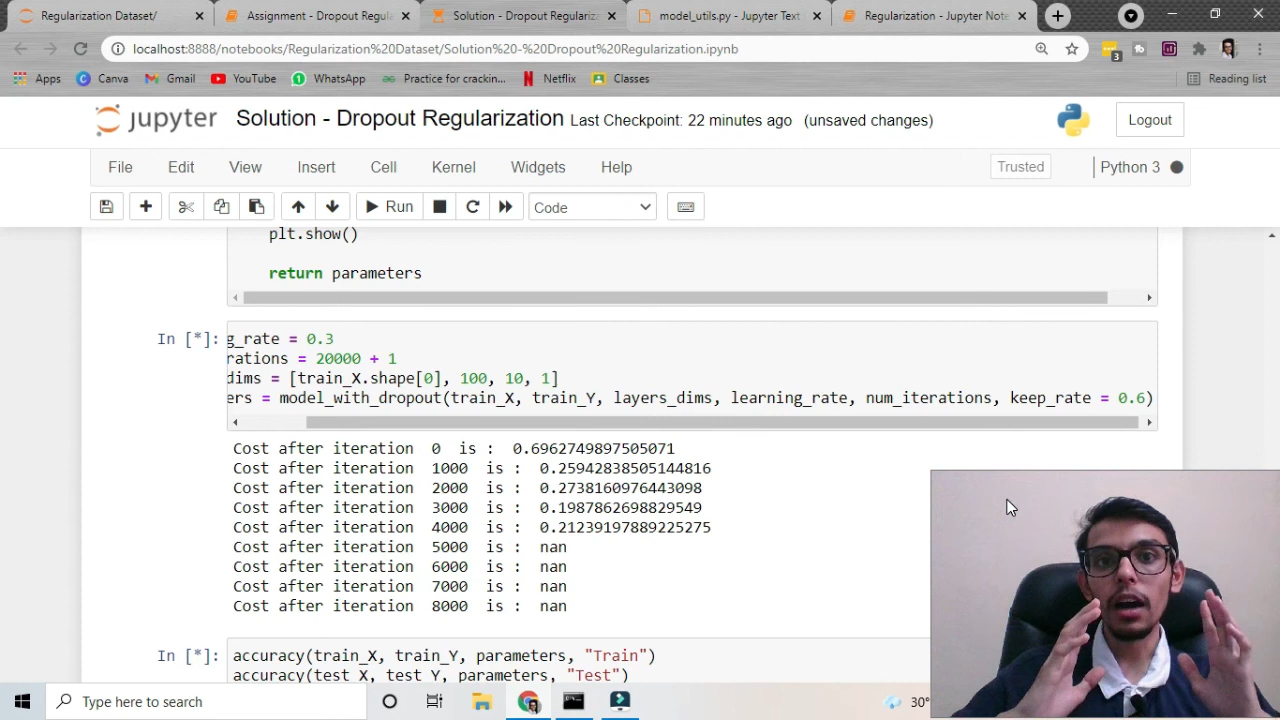 Regularization Dataset/
Assignment - Dropout Regula
Solution - Dropout Regulariza
model_utils.py - Jupyter Text
Regularization - Jupyter Note
localhost:8888/notebooks/Regularization%20Dataset/Solution%20-%20Dropout%20Regularization.ipynb
3
Apps
Canva
Gmail
YouTube
WhatsApp
Practice for crackin...
Netflix
Classes
Reading list
jupyter
Solution - Dropout Regularization Last Checkpoint: 22 minutes ago (unsaved changes)
Logout
File Edit View Insert Cell Kernel Widgets Help
Trusted
Python 3
Run
Code
plt.show()
return parameters
In [*]:
g_rate = 0.3
rations = 20000 + 1
dims = [train_X.shape[0], 100, 10, 1]
ers = model_with_dropout(train_X, train_Y, layers_dims, learning_rate, num_iterations, keep_rate = 0.6)
Cost after iteration 0 is : 0.6962749897505071
Cost after iteration 1000 is : 0.25942838505144816
Cost after iteration 2000 is : 0.2738160976443098
Cost after iteration 3000 is : 0.1987862698829549
Cost after iteration 4000 is : 0.21239197889225275
Cost after iteration 5000 is : nan
Cost after iteration 6000 is : nan
Cost after iteration 7000 is : nan
Cost after iteration 8000 is : nan
In [*]:
accuracy(train_X, train_Y, parameters, "Train")
accuracy(test_X, test_Y, parameters, "Test")
Type here to search
30°